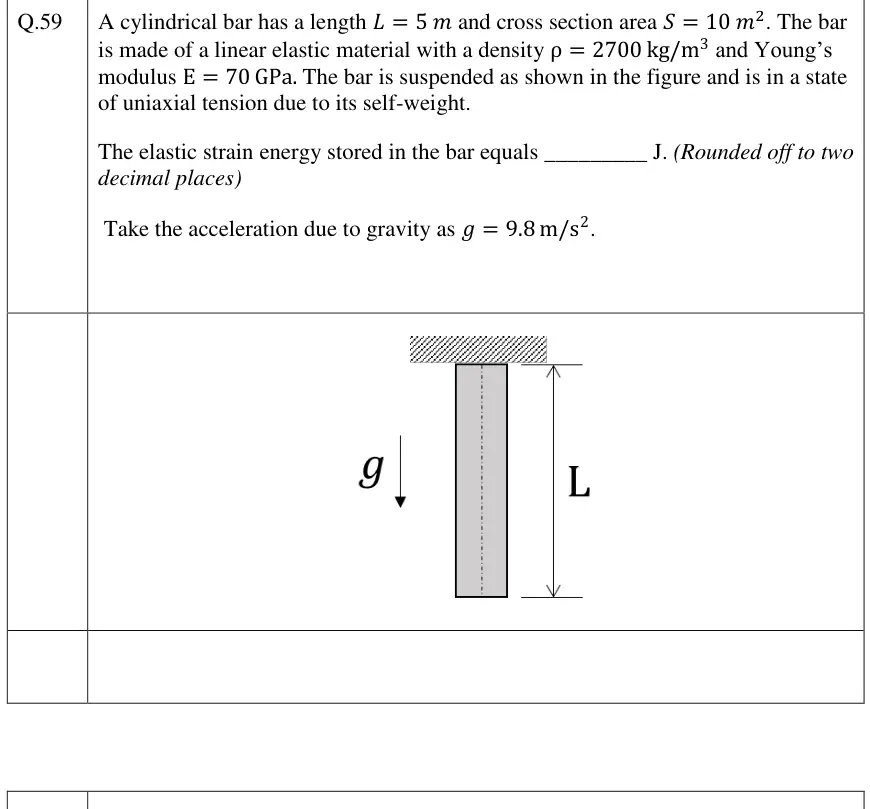 Q.59
A cylindrical bar has a length 𝐿 = 5 𝑚 and cross section area 𝑆 = 10 𝑚². The bar
is made of a linear elastic material with a density ρ = 2700 kg/m³ and Young’s
modulus E = 70 GPa. The bar is suspended as shown in the figure and is in a state
of uniaxial tension due to its self-weight.
The elastic strain energy stored in the bar equals _________ J. (Rounded off to two
decimal places)
Take the acceleration due to gravity as 𝑔 = 9.8 m/s².
𝑔
L